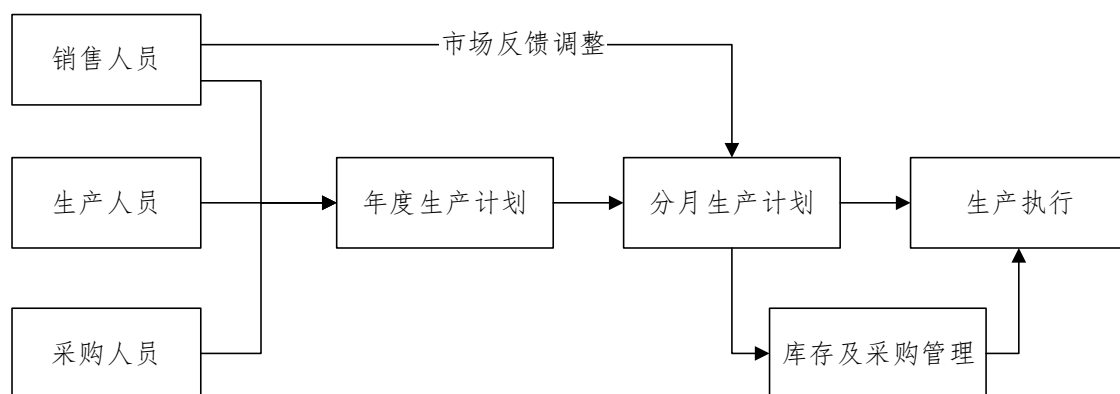 销售人员
市场反馈调整
生产人员
年度生产计划
分月生产计划
生产执行
采购人员
库存及采购管理